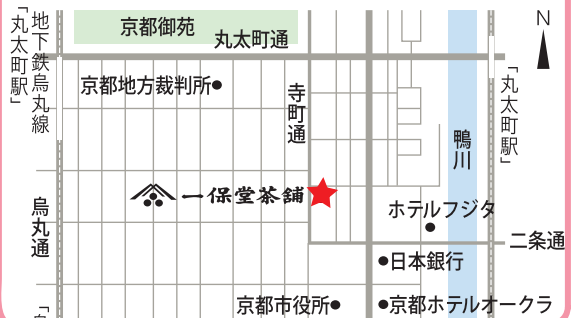 京都御苑
丸太町通
N
地下鉄烏丸線
「丸太町駅」
京都地方裁判所
寺町通
「丸太町駅」
鴨川
一保堂茶舗
烏丸通
ホテルフジタ
二条通
日本銀行
京都市役所
京都ホテルオークラ